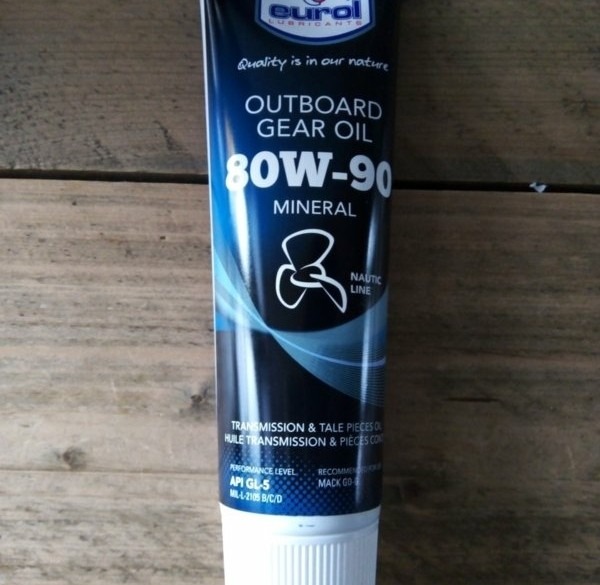 eurol
LUBRICANTS
Quality is in our nature
OUTBOARD
GEAR OIL
80W-90
MINERAL
NAUTIC
LINE
TRANSMISSION & TALE PIECES
HUILE TRANSMISSION & PIÈCES
PERFORMANCE LEVEL
API GL-5
MIL-L-2105 B/C/D
MACK